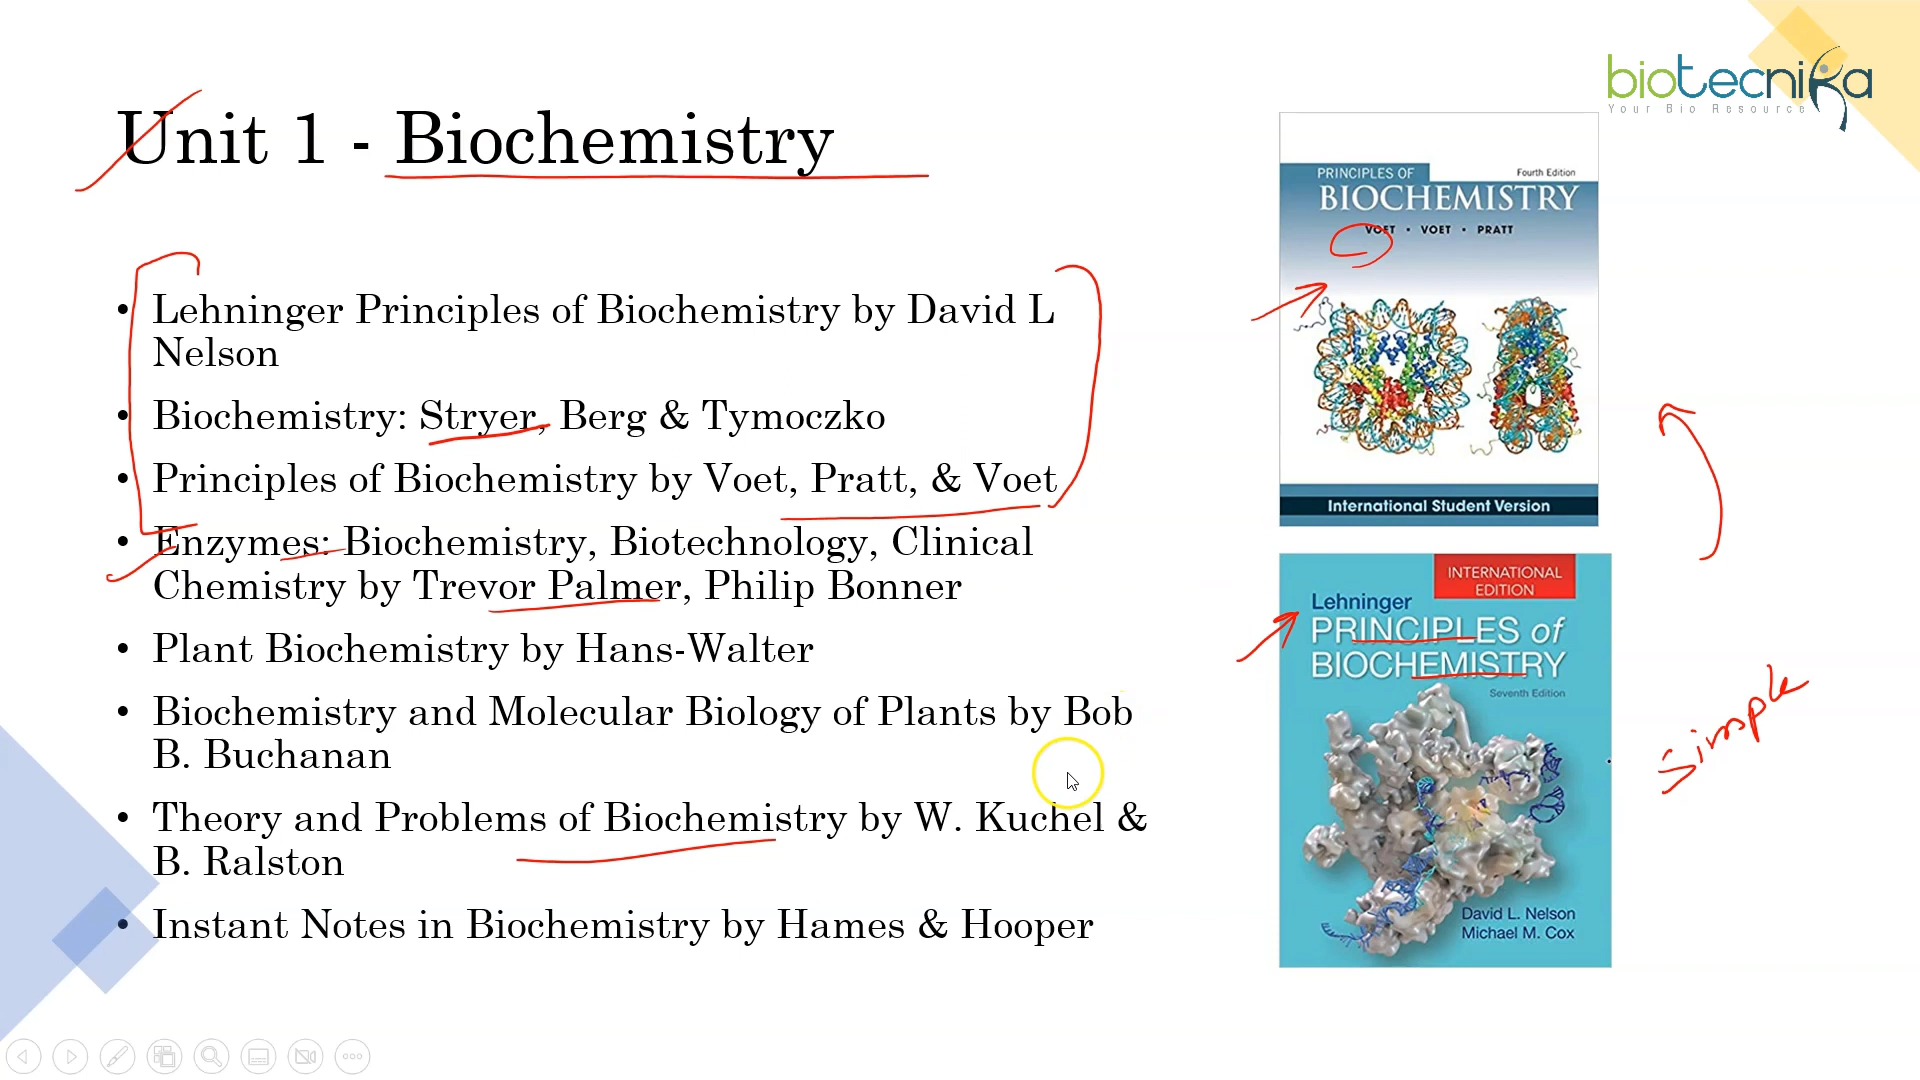 biotecnika
Your Bio Resource
Unit 1 - Biochemistry
• Lehninger Principles of Biochemistry by David L
Nelson
• Biochemistry: Stryer, Berg & Tymoczko
• Principles of Biochemistry by Voet, Pratt, & Voet
• Enzymes: Biochemistry, Biotechnology, Clinical
Chemistry by Trevor Palmer, Philip Bonner
• Plant Biochemistry by Hans-Walter
• Biochemistry and Molecular Biology of Plants by Bob
B. Buchanan
• Theory and Problems of Biochemistry by W. Kuchel &
B. Ralston
• Instant Notes in Biochemistry by Hames & Hooper
PRINCIPLES OF
Fourth Edition
BIOCHEMISTRY
VOET • VOET • PRATT
International Student Version
INTERNATIONAL
EDITION
Lehninger
PRINCIPLES of
BIOCHEMISTRY
Seventh Edition
David L. Nelson
Michael M. Cox
Simple